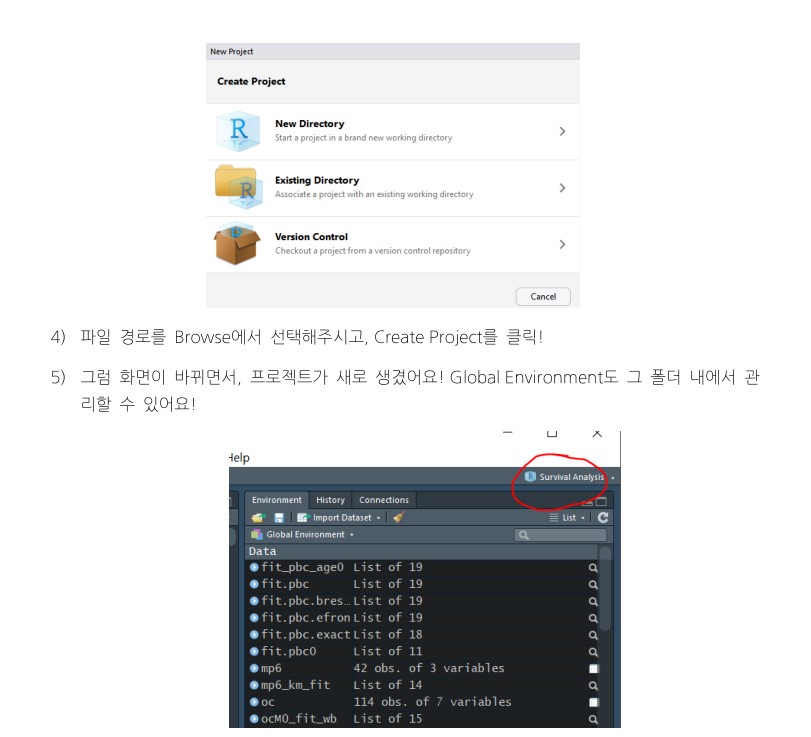 New Project
Create Project
New Directory
Start a project in a brand new working directory
Existing Directory
Associate a project with an existing working directory
Version Control
Checkout a project from a version control repository
Cancel
4) 파일 경로를 Browse에서 선택해주시고, Create Project를 클릭!
5) 그럼 화면이 바뀌면서, 프로젝트가 새로 생겼어요! Global Environment도 그 폴더 내에서 관
리할 수 있어요!
Help
Survival Analysis
Environment History Connections
Import Dataset List
Global Environment
Data
fit_pbc_age0 List of 19
fit.pbc List of 19
fit.pbc.bres… List of 19
fit.pbc.efron List of 19
fit.pbc.exact List of 18
fit.pbc0 List of 11
mp6 42 obs. of 3 variables
mp6_km_fit List of 14
oc 114 obs. of 7 variables
ocM0_fit_wb List of 15